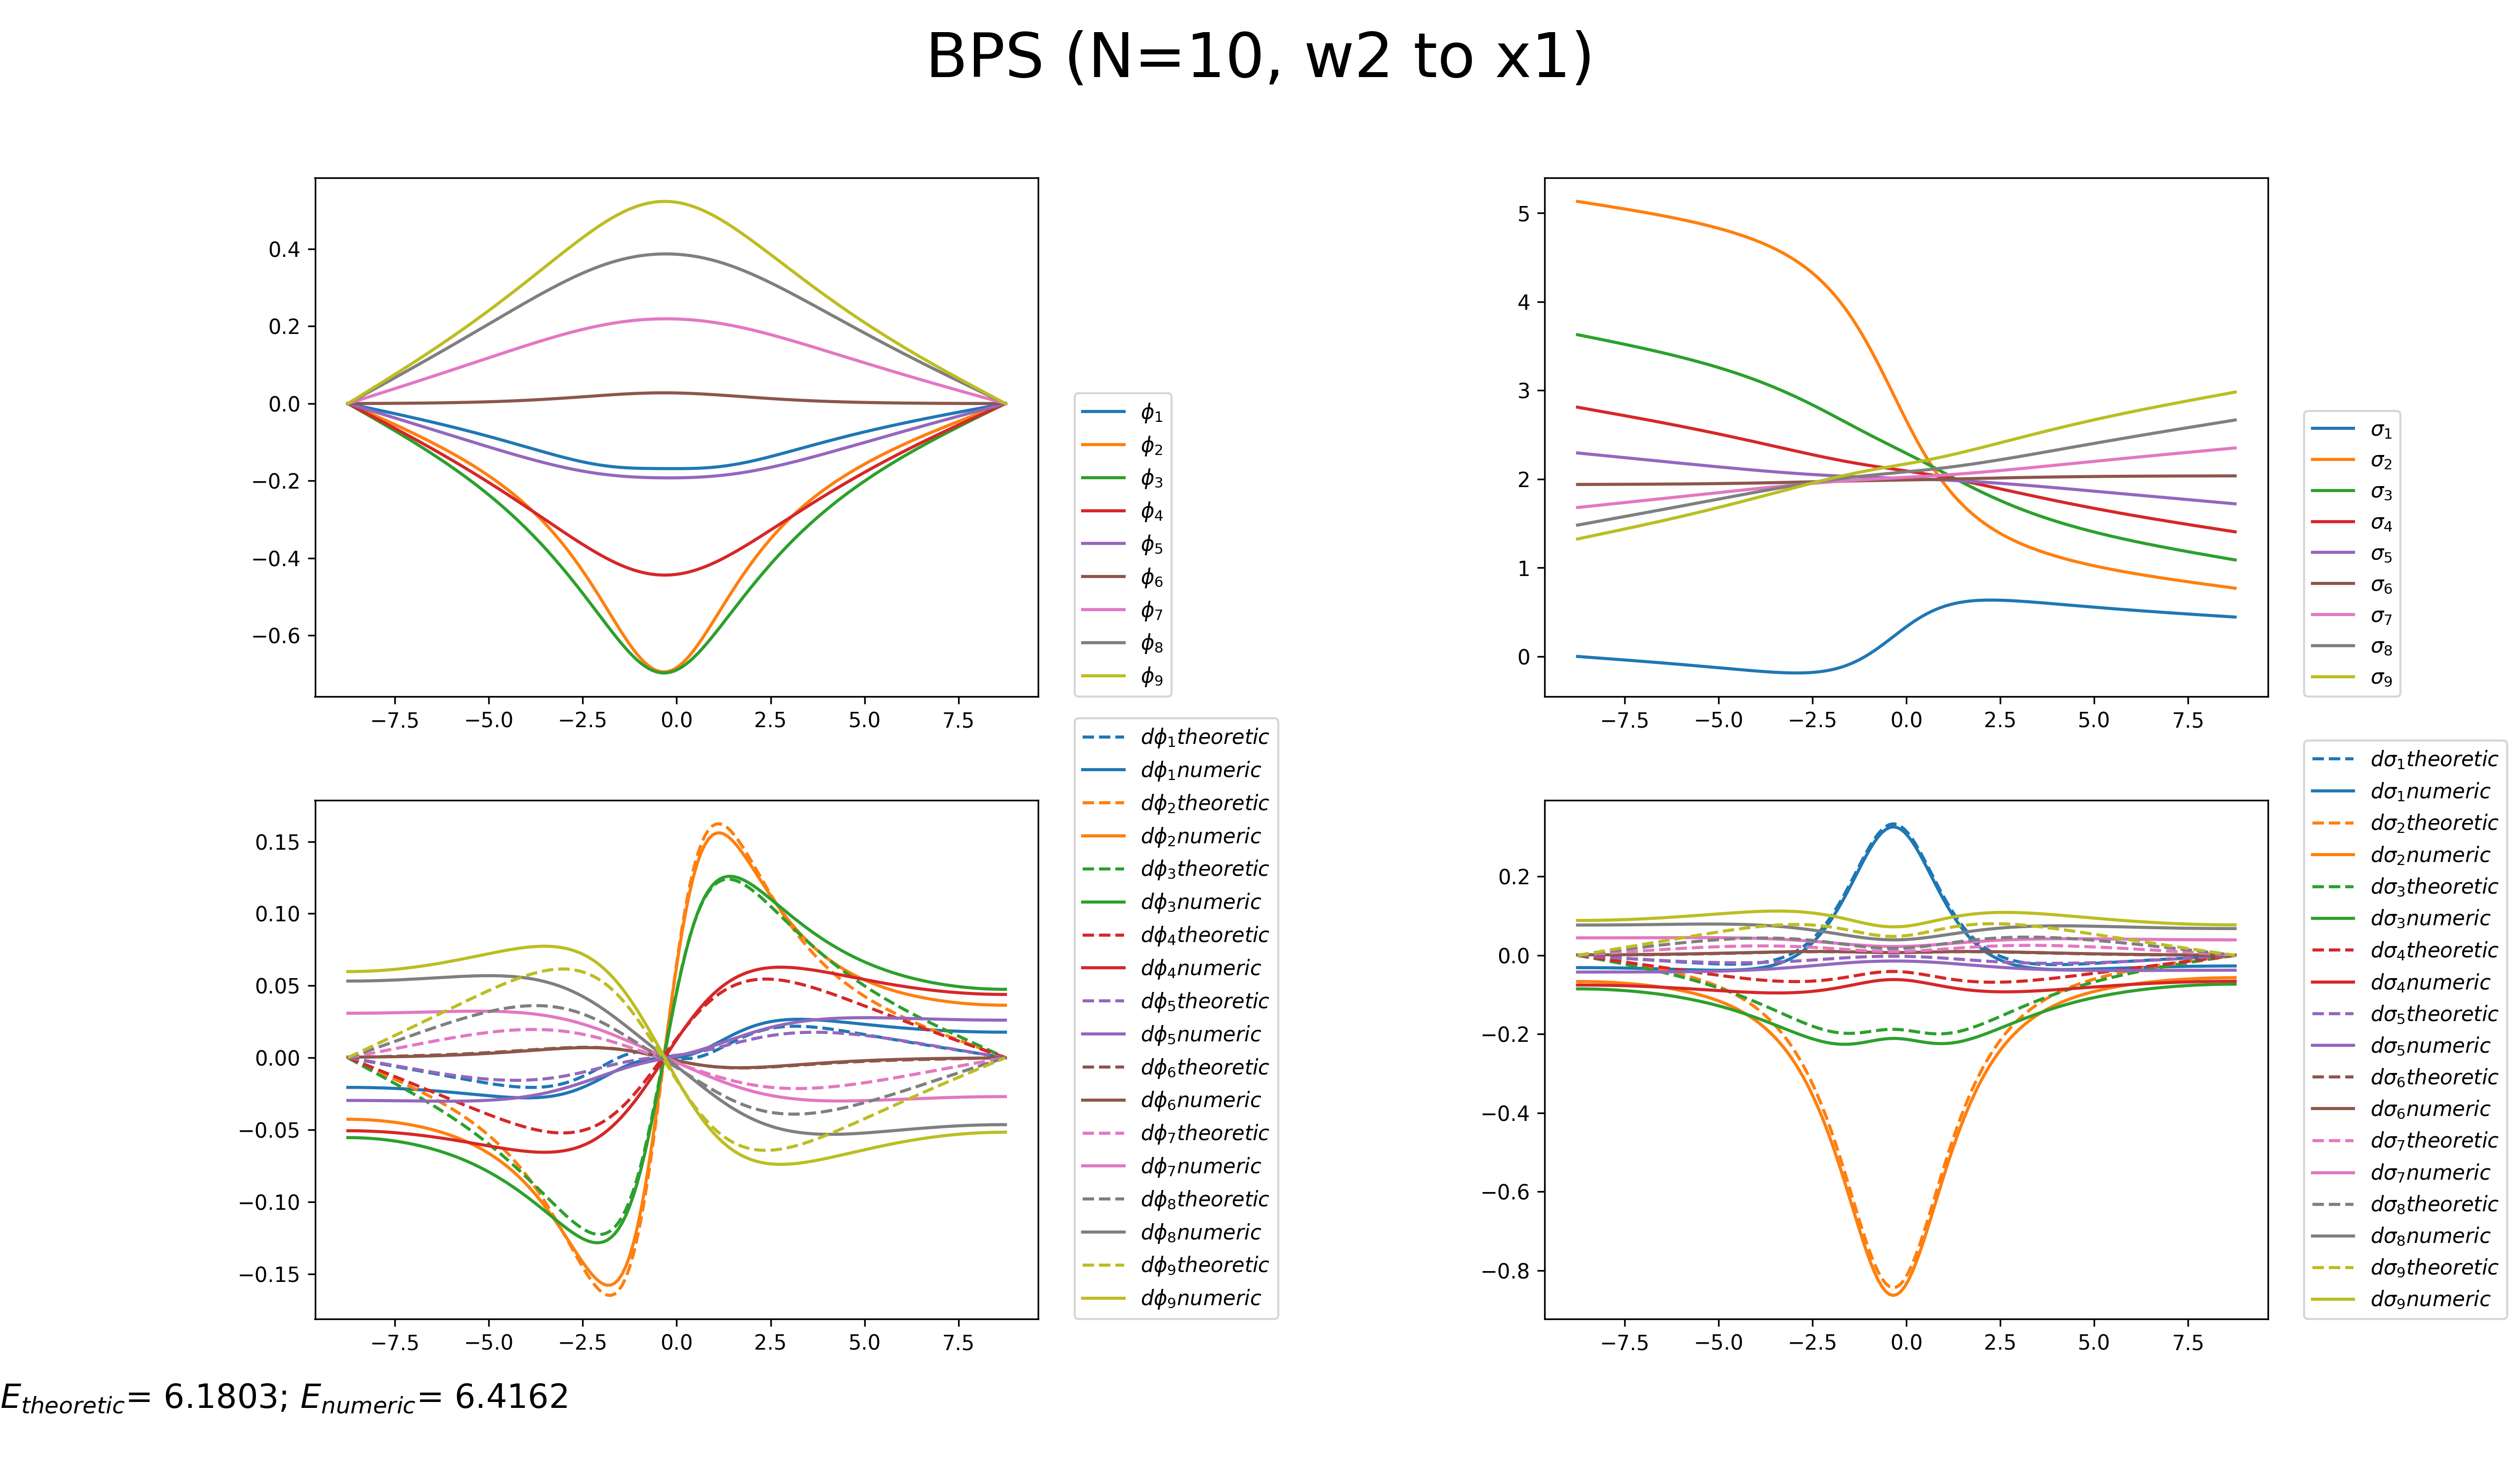 BPS (N=10, w2 to x1)
0.4
0.2
0.0
−0.2
−0.4
−0.6
−7.5 −5.0 −2.5 0.0 2.5 5.0 7.5
ϕ₁
ϕ₂
ϕ₃
ϕ₄
ϕ₅
ϕ₆
ϕ₇
ϕ₈
ϕ₉
5
4
3
2
1
0
−7.5 −5.0 −2.5 0.0 2.5 5.0 7.5
σ₁
σ₂
σ₃
σ₄
σ₅
σ₆
σ₇
σ₈
σ₉
0.15
0.10
0.05
0.00
−0.05
−0.10
−0.15
−7.5 −5.0 −2.5 0.0 2.5 5.0 7.5
dϕ₁theoretic
dϕ₁numeric
dϕ₂theoretic
dϕ₂numeric
dϕ₃theoretic
dϕ₃numeric
dϕ₄theoretic
dϕ₄numeric
dϕ₅theoretic
dϕ₅numeric
dϕ₆theoretic
dϕ₆numeric
dϕ₇theoretic
dϕ₇numeric
dϕ₈theoretic
dϕ₈numeric
dϕ₉theoretic
dϕ₉numeric
0.2
0.0
−0.2
−0.4
−0.6
−0.8
−7.5 −5.0 −2.5 0.0 2.5 5.0 7.5
dσ₁theoretic
dσ₁numeric
dσ₂theoretic
dσ₂numeric
dσ₃theoretic
dσ₃numeric
dσ₄theoretic
dσ₄numeric
dσ₅theoretic
dσ₅numeric
dσ₆theoretic
dσ₆numeric
dσ₇theoretic
dσ₇numeric
dσ₈theoretic
dσ₈numeric
dσ₉theoretic
dσ₉numeric
E_theoretic= 6.1803; E_numeric= 6.4162